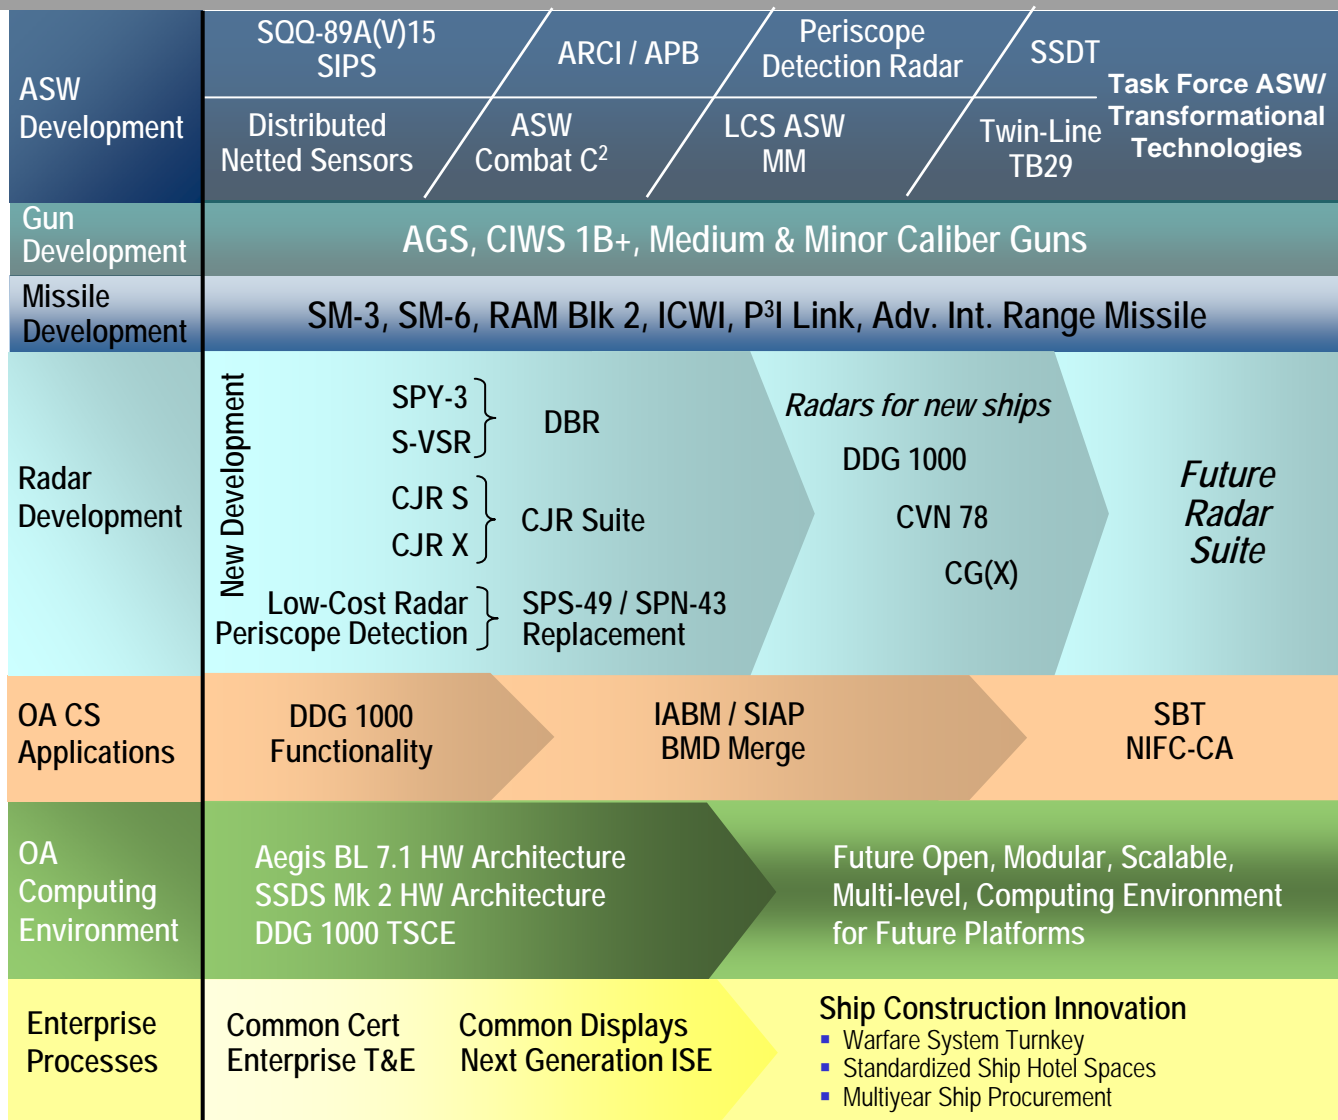 ASW
Development
SQQ-89A(V)15
SIPS
ARCI / APB
Periscope
Detection Radar
SSDT
Distributed
Netted Sensors
ASW
Combat C²
LCS ASW
MM
Twin-Line
TB29
Task Force ASW/
Transformational
Technologies
Gun
Development
AGS, CIWS 1B+, Medium & Minor Caliber Guns
Missile
Development
SM-3, SM-6, RAM Blk 2, ICWI, P³I Link, Adv. Int. Range Missile
Radar
Development
New Development
SPY-3
S-VSR
DBR
CJR S
CJR X
CJR Suite
Low-Cost Radar
Periscope Detection
SPS-49 / SPN-43
Replacement
Radars for new ships
DDG 1000
CVN 78
CG(X)
Future
Radar
Suite
OA CS
Applications
DDG 1000
Functionality
IABM / SIAP
BMD Merge
SBT
NIFC-CA
OA
Computing
Environment
Aegis BL 7.1 HW Architecture
SSDS Mk 2 HW Architecture
DDG 1000 TSCE
Future Open, Modular, Scalable,
Multi-level, Computing Environment
for Future Platforms
Enterprise
Processes
Common Cert
Enterprise T&E
Common Displays
Next Generation ISE
Ship Construction Innovation
▪ Warfare System Turnkey
▪ Standardized Ship Hotel Spaces
▪ Multiyear Ship Procurement